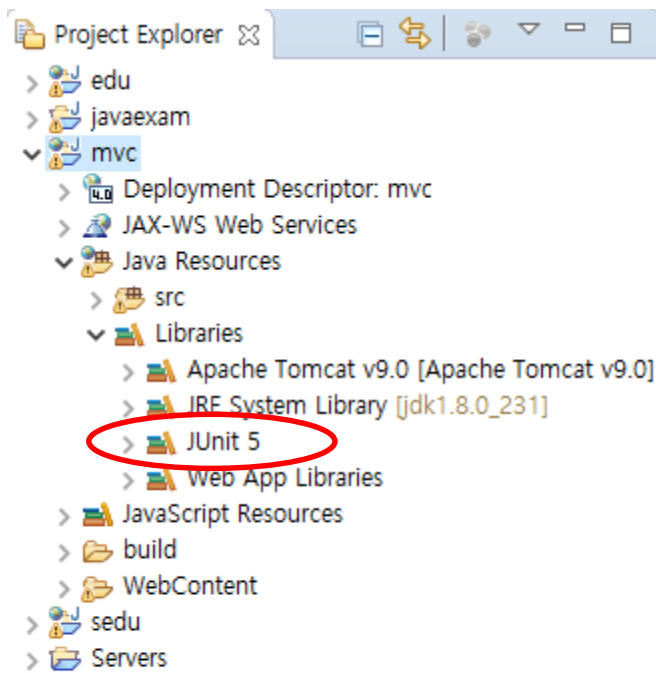 Project Explorer
edu
javaexam
mvc
4.0 Deployment Descriptor: mvc
JAX-WS Web Services
Java Resources
src
Libraries
Apache Tomcat v9.0 [Apache Tomcat v9.0]
JRE System Library [jdk1.8.0_231]
JUnit 5
Web App Libraries
JavaScript Resources
build
WebContent
sedu
Servers